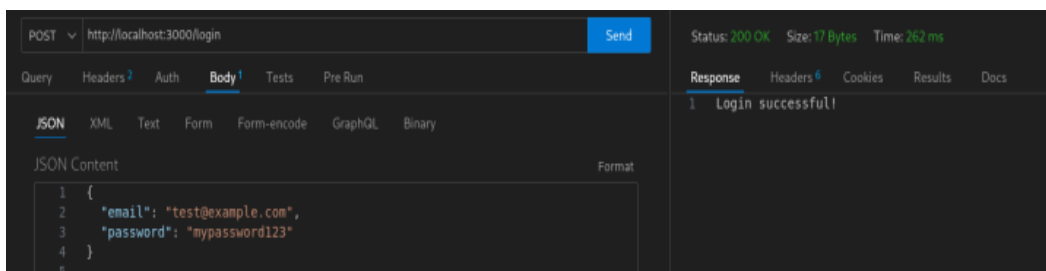 POST http://localhost:3000/login Send
Query Headers 2 Auth Body 1 Tests Pre Run
JSON XML Text Form Form-encode GraphQL Binary
JSON Content Format
1 {
2 "email": "test@example.com",
3 "password": "mypassword123"
4 }
5
Status: 200 OK Size: 17 Bytes Time: 262 ms
Response Headers 6 Cookies Results Docs
1 Login successful!